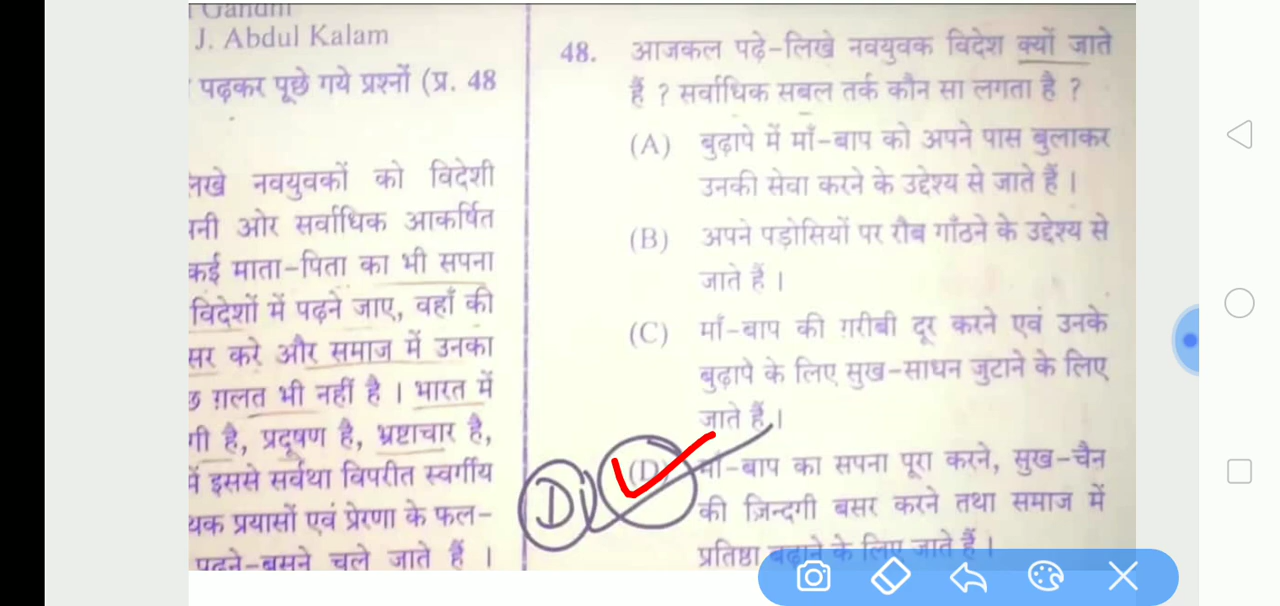 J. Abdul Kalam
पढ़कर पूछे गये प्रश्नों (प्र. 48
नवयुवकों को विदेशी
ओर सर्वाधिक आकर्षित
कई माता-पिता का भी सपना
विदेशों में पढ़ने जाए, वहाँ की
करे और समाज में उनका
ग़लत भी नहीं है । भारत में
है, प्रदूषण है, भ्रष्टाचार है,
में इससे सर्वथा विपरीत स्वर्गीय
प्रयासों एवं प्रेरणा के फल-
पढ़ने-बसने चले जाते हैं ।
48. आजकल पढ़े-लिखे नवयुवक विदेश क्यों जाते
हैं ? सर्वाधिक सबल तर्क कौन सा लगता है ?
(A) बुढ़ापे में माँ-बाप को अपने पास बुलाकर
उनकी सेवा करने के उद्देश्य से जाते हैं ।
(B) अपने पड़ोसियों पर रौब गाँठने के उद्देश्य से
जाते हैं ।
(C) माँ-बाप की ग़रीबी दूर करने एवं उनके
बुढ़ापे के लिए सुख-साधन जुटाने के लिए
जाते हैं ।
D (D) माँ-बाप का सपना पूरा करने, सुख-चैन
की ज़िन्दगी बसर करने तथा समाज में
प्रतिष्ठा बढ़ाने के लिए जाते हैं ।